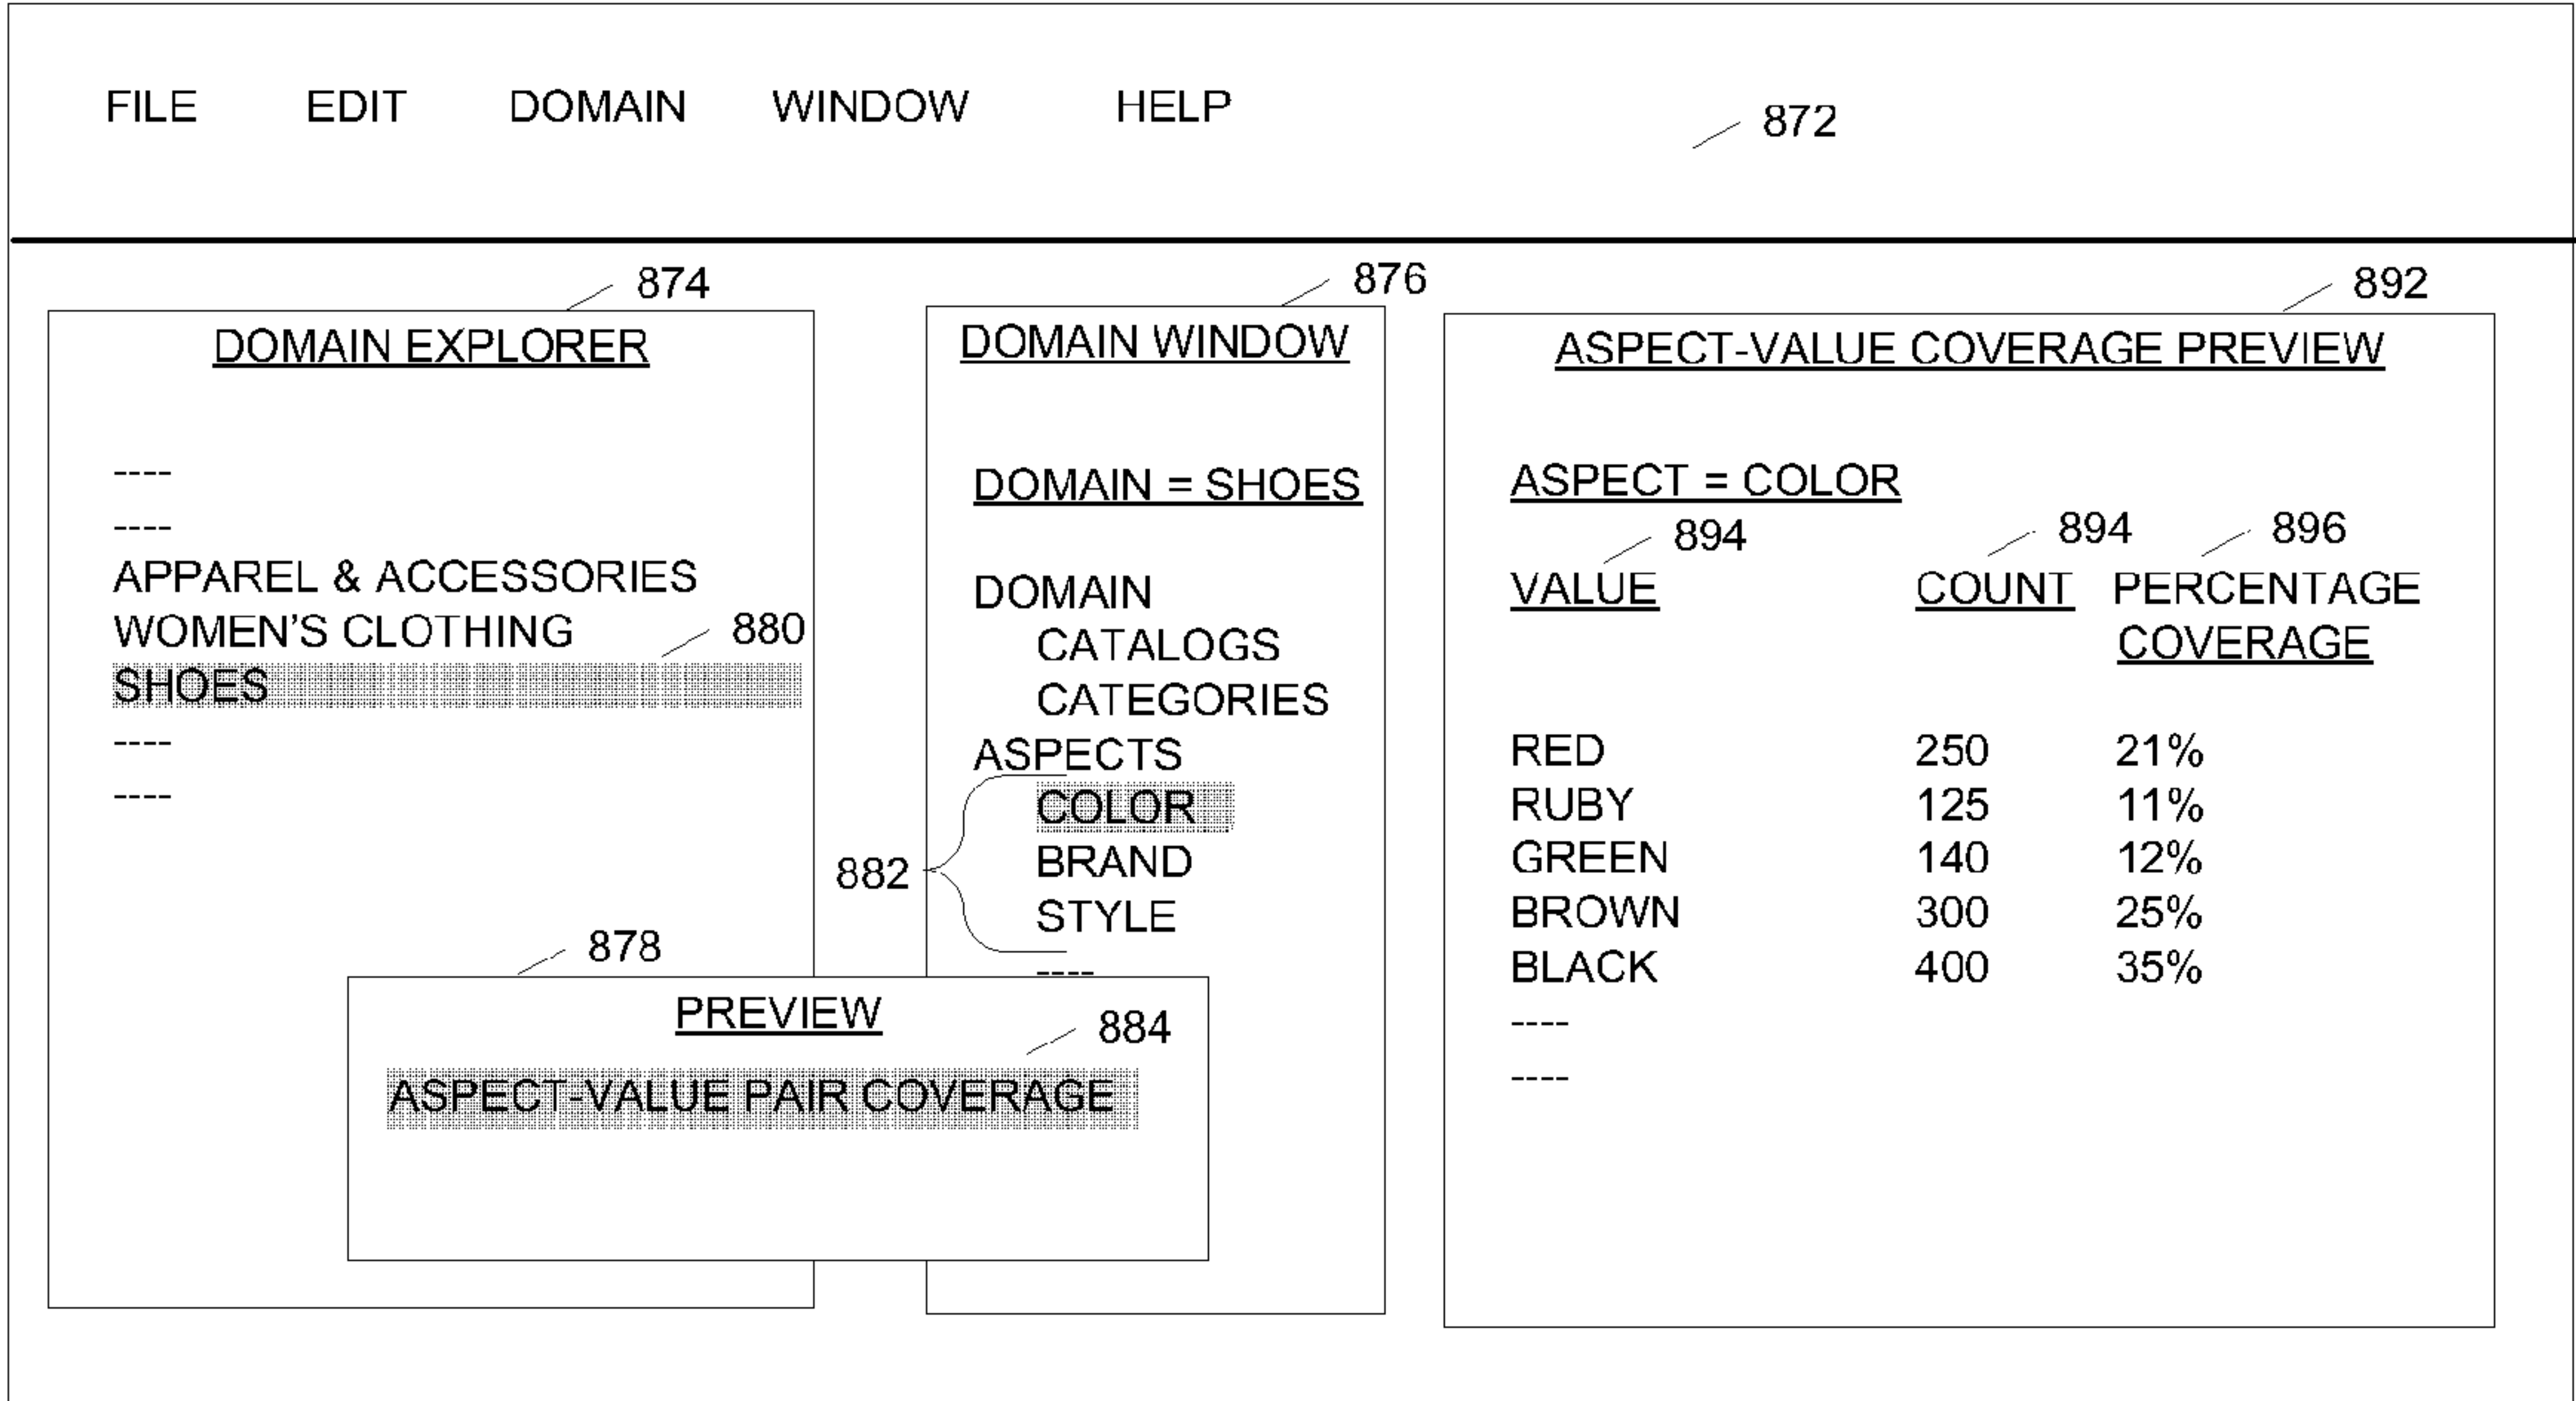 FILE EDIT DOMAIN WINDOW HELP
872
874
DOMAIN EXPLORER
----
----
APPAREL & ACCESSORIES
WOMEN'S CLOTHING
880
SHOES
----
----
876
DOMAIN WINDOW
DOMAIN = SHOES
DOMAIN
CATALOGS
CATEGORIES
ASPECTS
COLOR
BRAND
882
STYLE
----
878
PREVIEW
884
ASPECT-VALUE PAIR COVERAGE
892
ASPECT-VALUE COVERAGE PREVIEW
ASPECT = COLOR
894 894 896
VALUE COUNT PERCENTAGE
COVERAGE
RED 250 21%
RUBY 125 11%
GREEN 140 12%
BROWN 300 25%
BLACK 400 35%
----
----